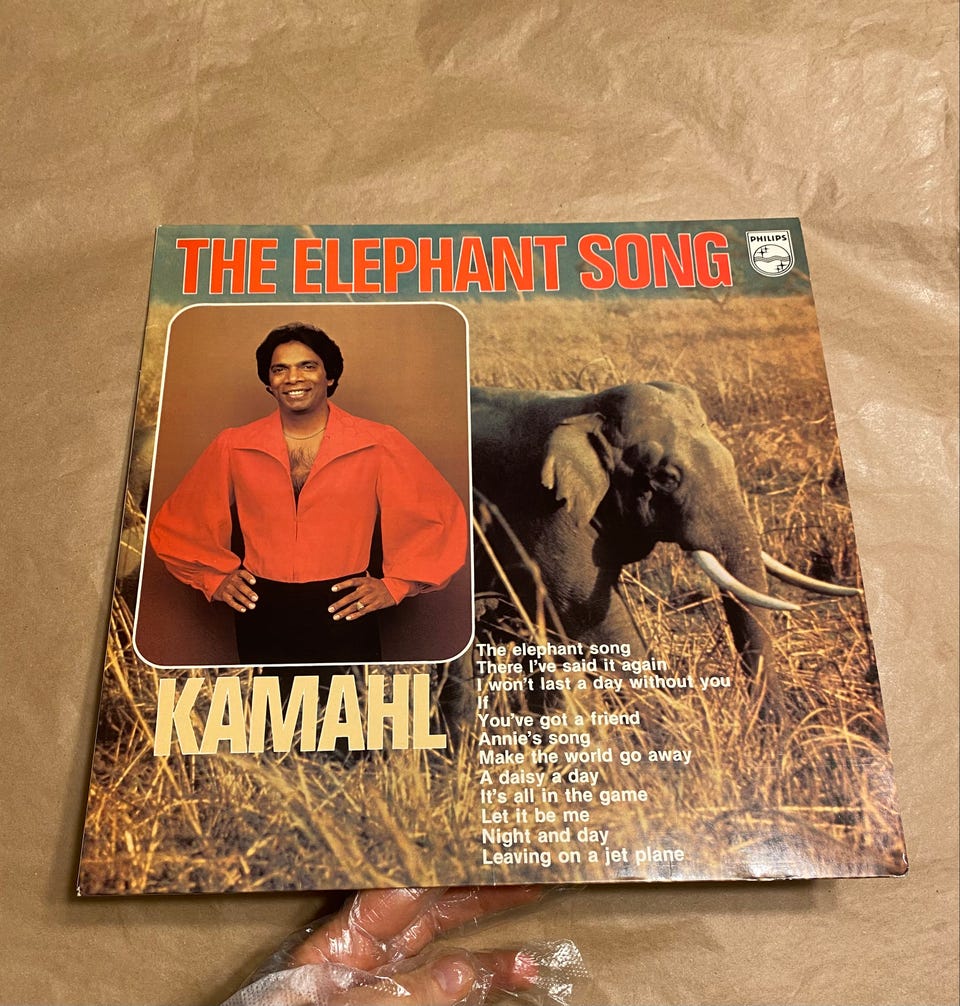 THE ELEPHANT SONG
PHILIPS
KAMAHL
The elephant song
There I've said it again
I won't last a day without you
If
You've got a friend
Annie's song
Make the world go away
A daisy a day
It's all in the game
Let it be me
Night and day
Leaving on a jet plane